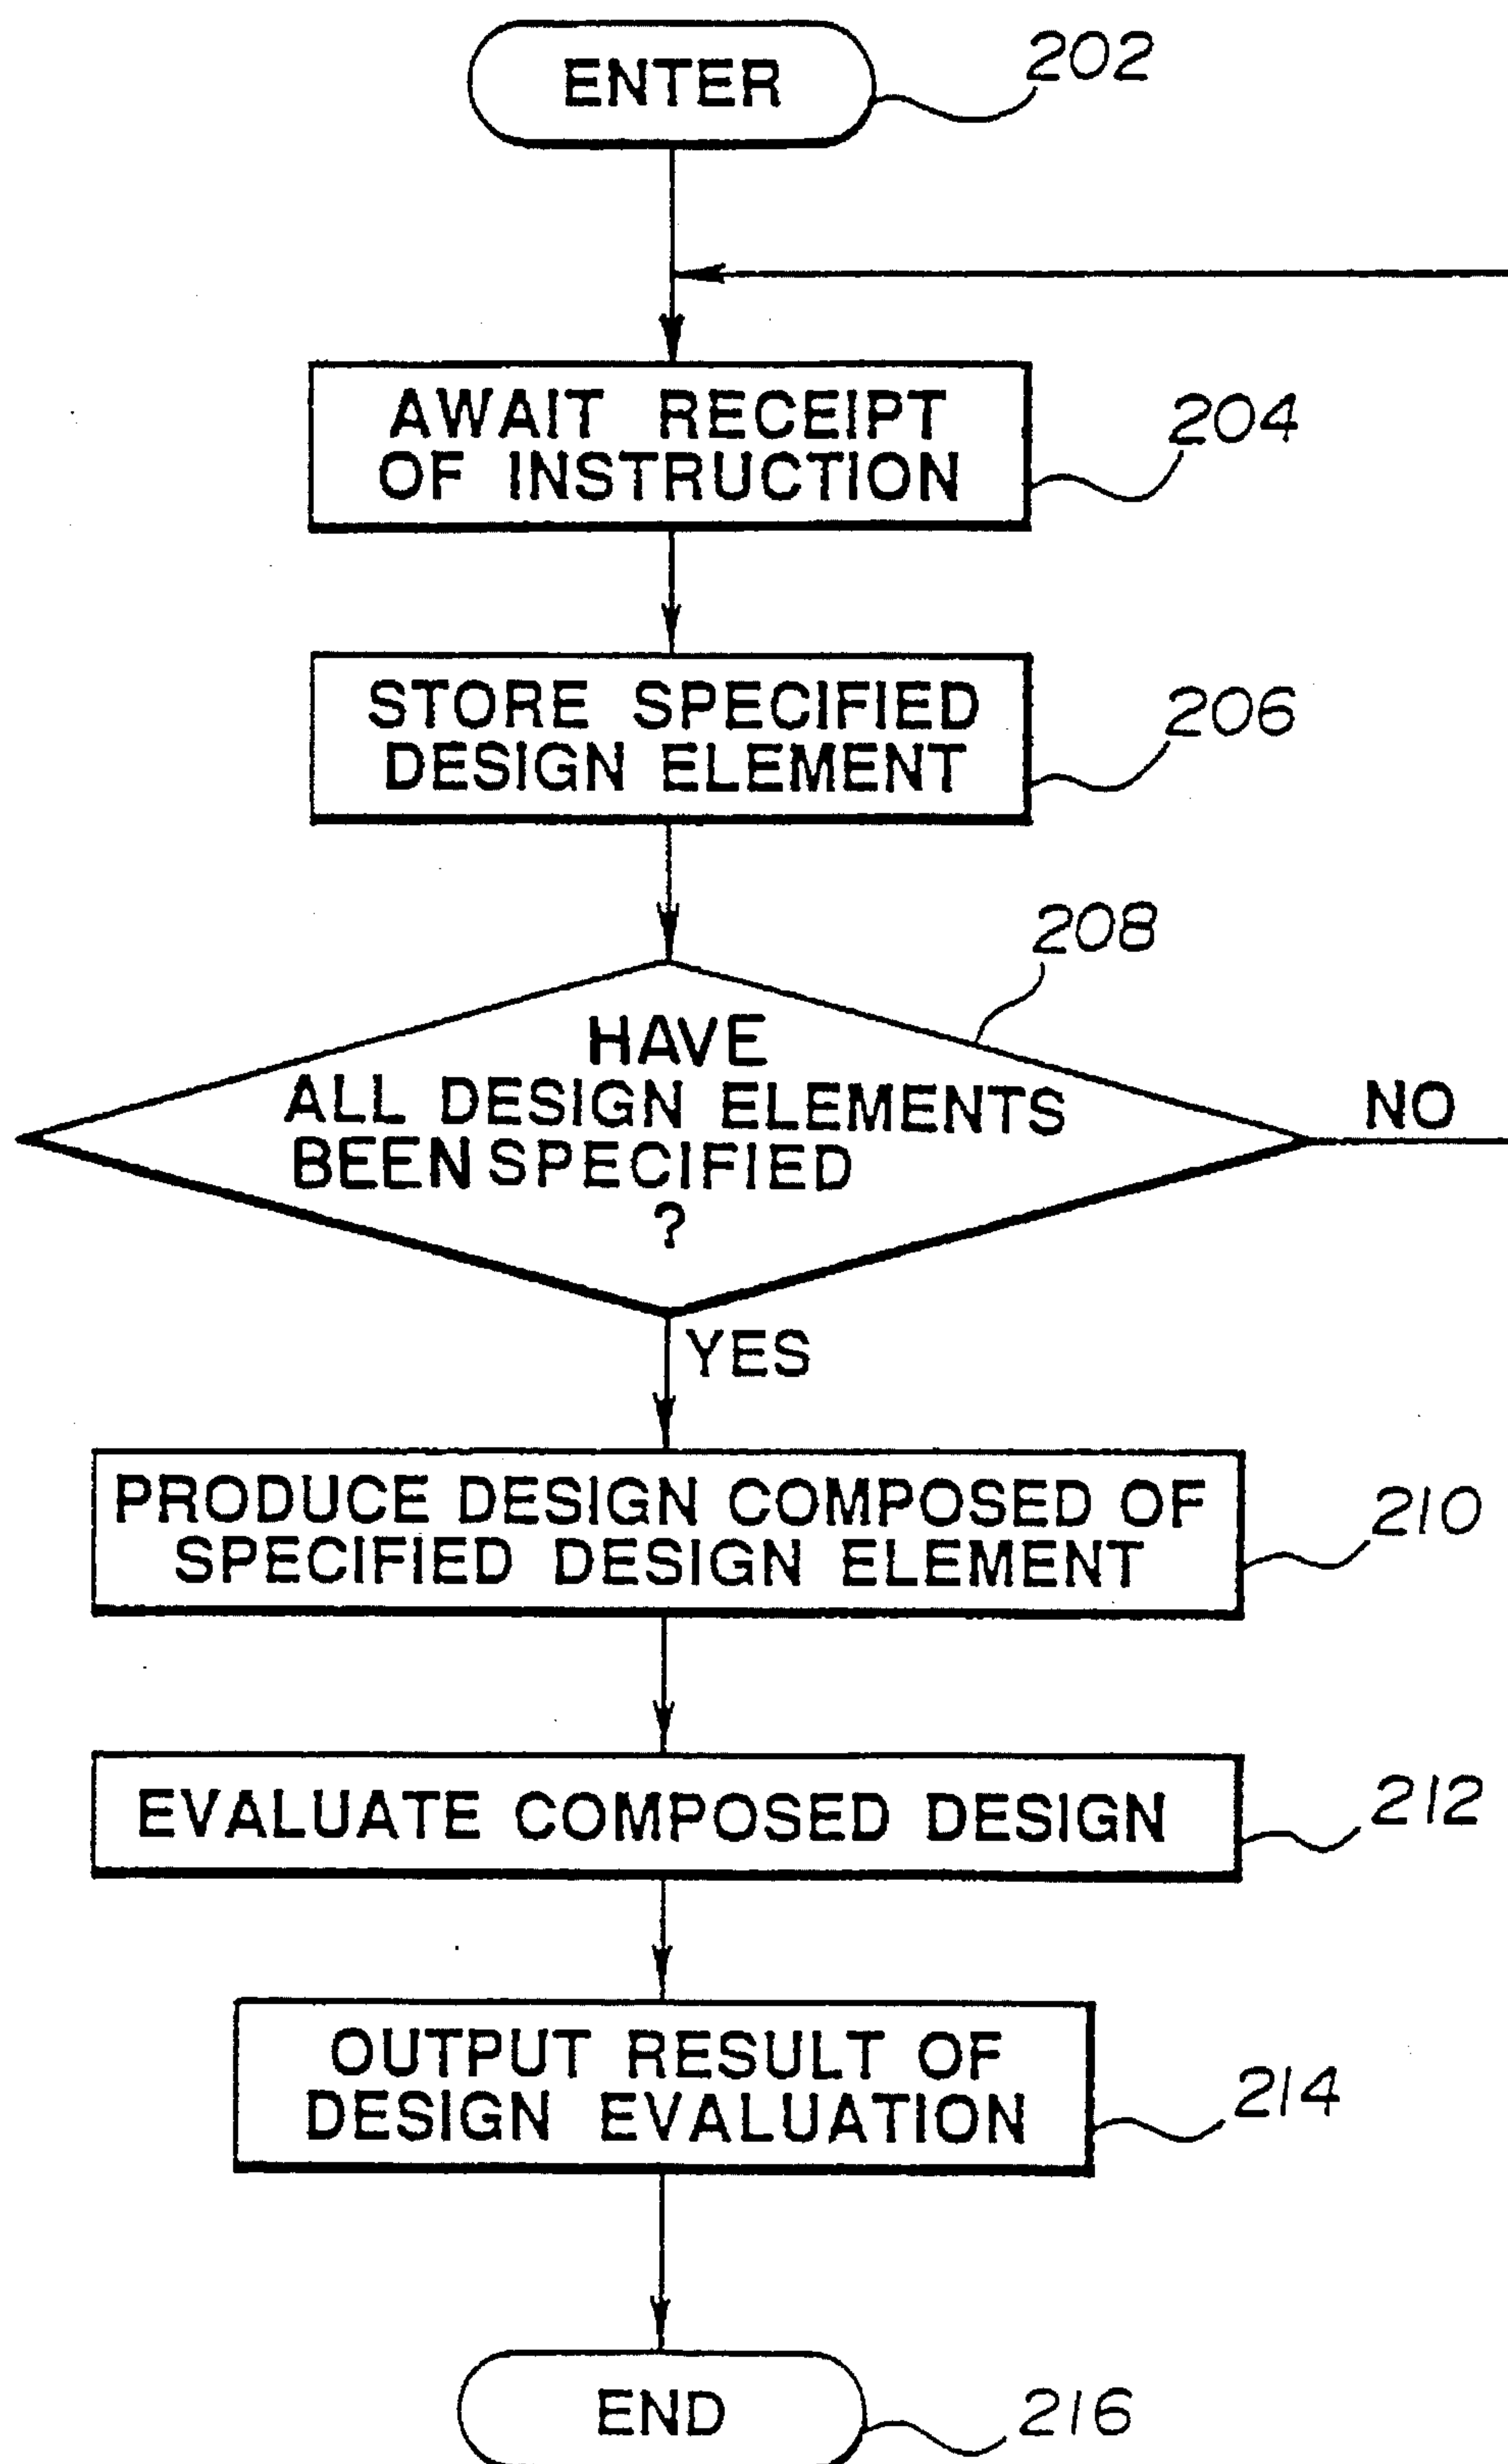 ENTER
202
AWAIT RECEIPT
OF INSTRUCTION
204
STORE SPECIFIED
DESIGN ELEMENT
206
208
HAVE
ALL DESIGN ELEMENTS
BEEN SPECIFIED
?
NO
YES
PRODUCE DESIGN COMPOSED OF
SPECIFIED DESIGN ELEMENT
210
EVALUATE COMPOSED DESIGN
212
OUTPUT RESULT OF
DESIGN EVALUATION
214
END
216